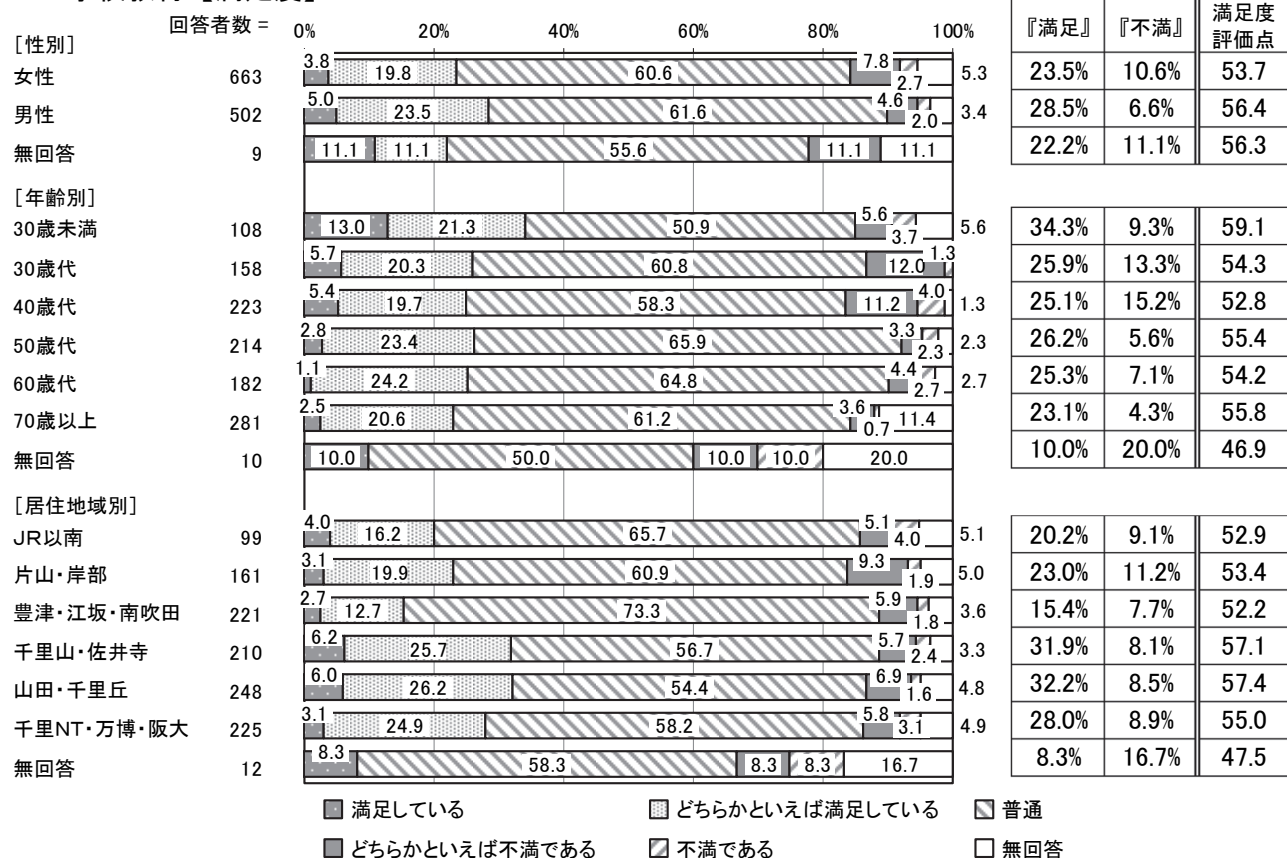 回答者数 = 0% 20% 40% 60% 80% 100% 『満足』 『不満』 満足度評価点
[性別]
女性 663 3.8 19.8 60.6 7.8 2.7 5.3 23.5% 10.6% 53.7
男性 502 5.0 23.5 61.6 4.6 2.0 3.4 28.5% 6.6% 56.4
無回答 9 11.1 11.1 55.6 11.1 11.1 22.2% 11.1% 56.3
[年齢別]
30歳未満 108 13.0 21.3 50.9 5.6 3.7 5.6 34.3% 9.3% 59.1
30歳代 158 5.7 20.3 60.8 12.0 1.3 25.9% 13.3% 54.3
40歳代 223 5.4 19.7 58.3 11.2 4.0 1.3 25.1% 15.2% 52.8
50歳代 214 2.8 23.4 65.9 3.3 2.3 2.3 26.2% 5.6% 55.4
60歳代 182 1.1 24.2 64.8 4.4 2.7 2.7 25.3% 7.1% 54.2
70歳以上 281 2.5 20.6 61.2 3.6 0.7 11.4 23.1% 4.3% 55.8
無回答 10 10.0 50.0 10.0 10.0 20.0 10.0% 20.0% 46.9
[居住地域別]
JR以南 99 4.0 16.2 65.7 5.1 4.0 5.1 20.2% 9.1% 52.9
片山・岸部 161 3.1 19.9 60.9 9.3 1.9 5.0 23.0% 11.2% 53.4
豊津・江坂・南吹田 221 2.7 12.7 73.3 5.9 1.8 3.6 15.4% 7.7% 52.2
千里山・佐井寺 210 6.2 25.7 56.7 5.7 2.4 3.3 31.9% 8.1% 57.1
山田・千里丘 248 6.0 26.2 54.4 6.9 1.6 4.8 32.2% 8.5% 57.4
千里NT・万博・阪大 225 3.1 24.9 58.2 5.8 3.1 4.9 28.0% 8.9% 55.0
無回答 12 8.3 58.3 8.3 8.3 16.7 8.3% 16.7% 47.5
満足している どちらかといえば満足している 普通
どちらかといえば不満である 不満である 無回答